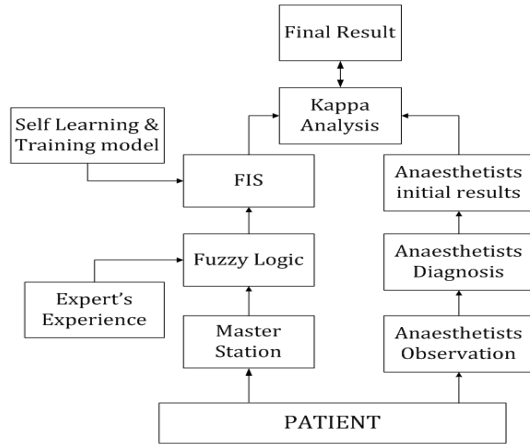 Final Result
Kappa
Analysis
Self Learning &
Training model
FIS
Anaesthetists
initial results
Fuzzy Logic
Anaesthetists
Diagnosis
Expert's
Experience
Master
Station
Anaesthetists
Observation
PATIENT